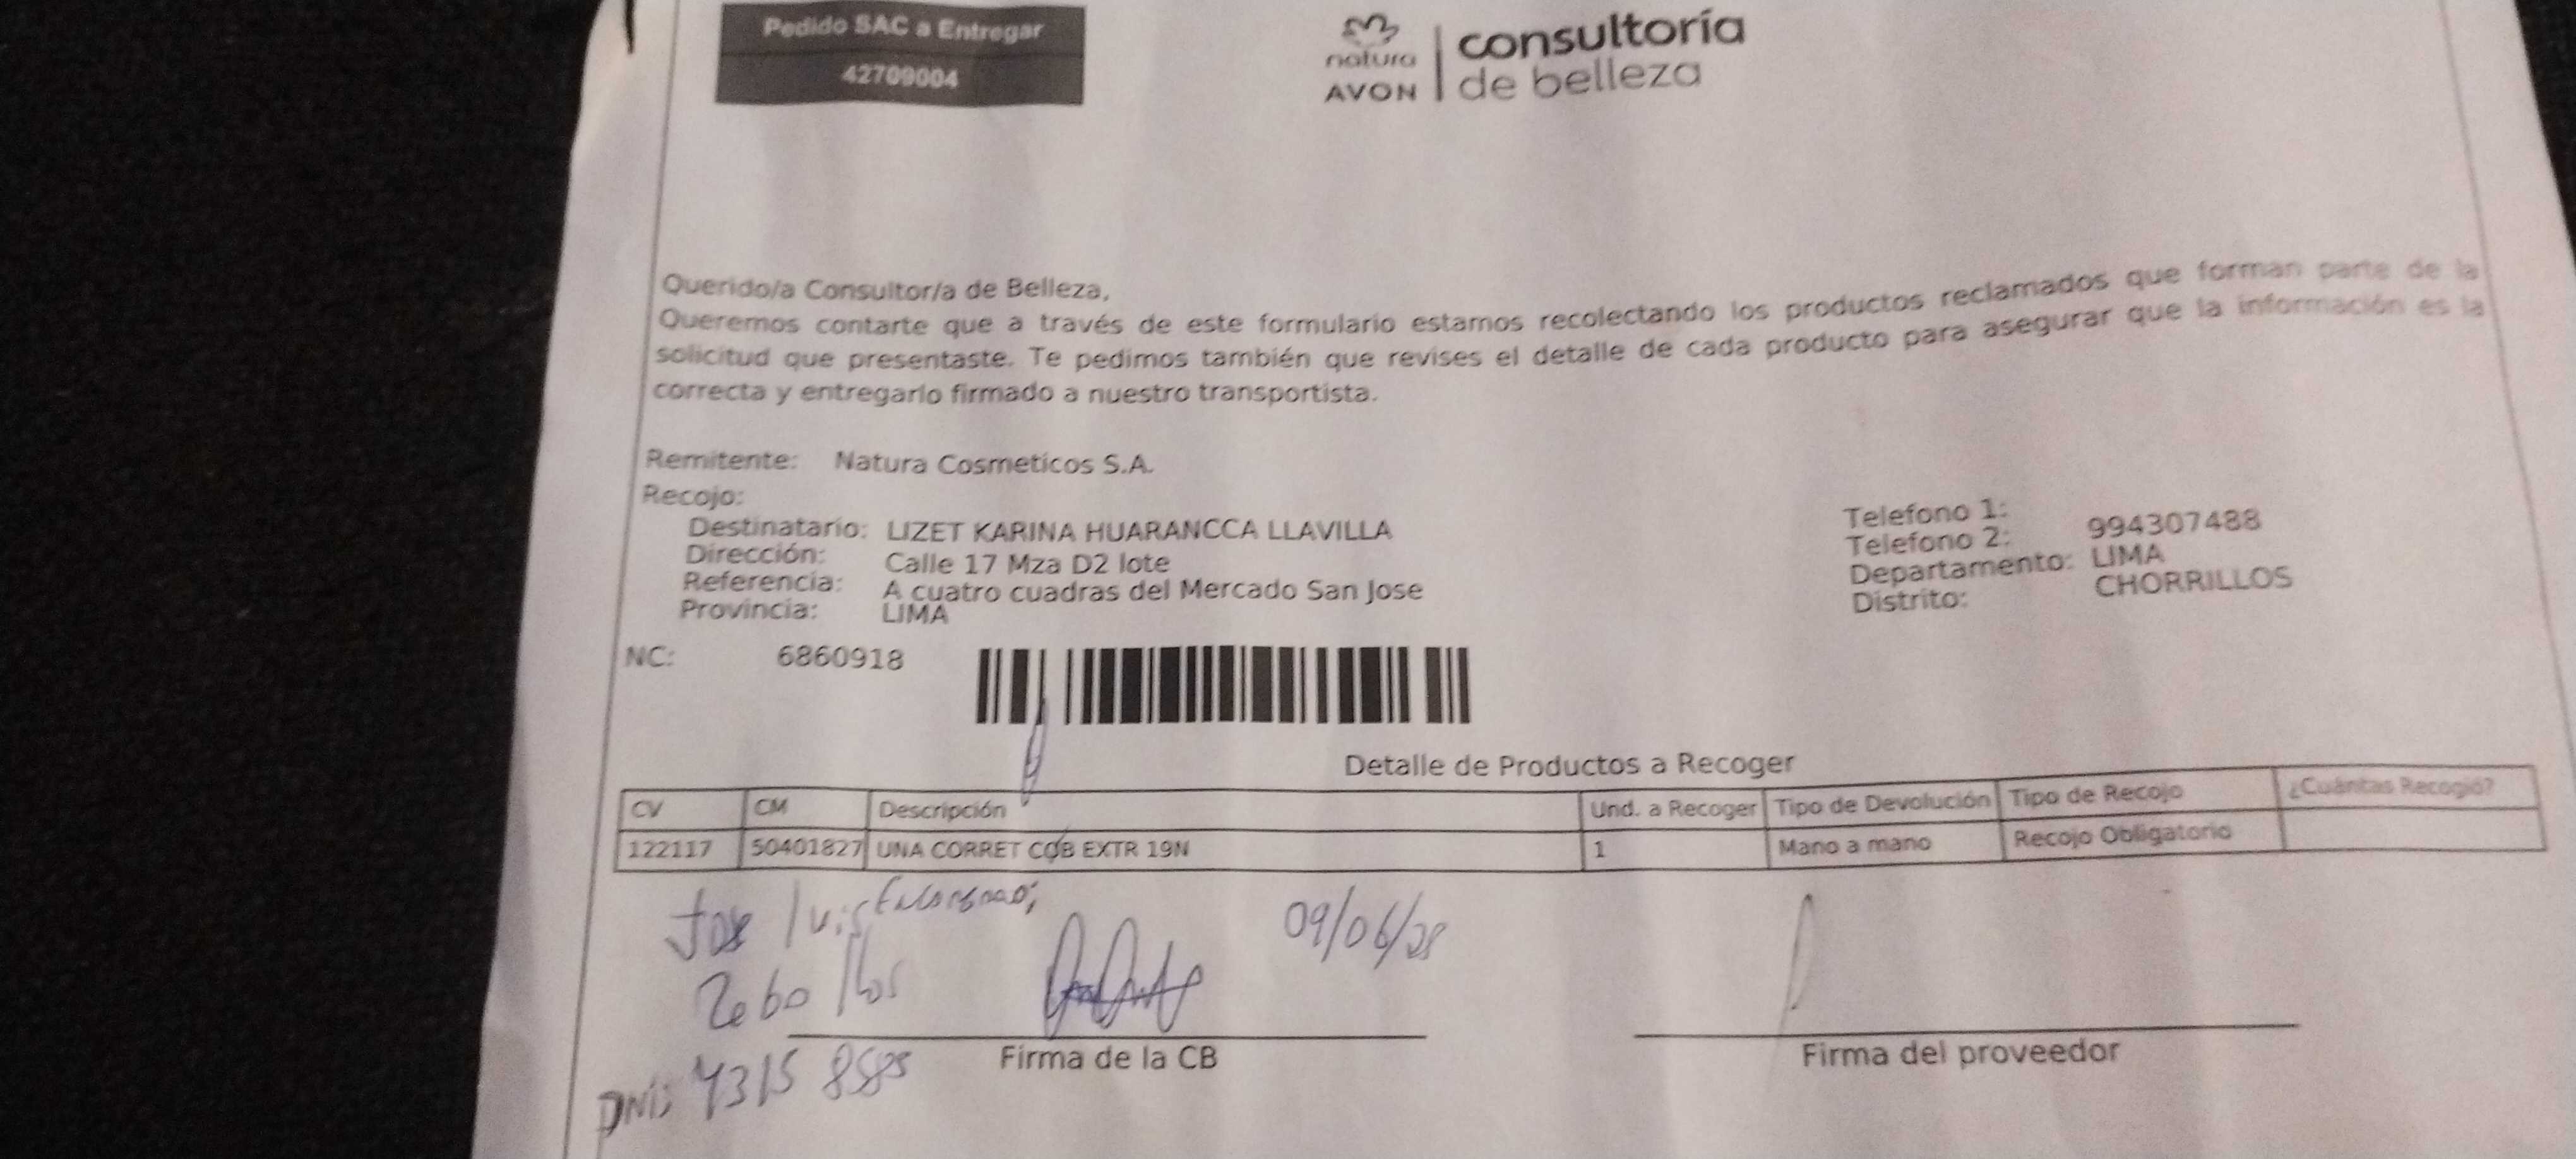 Pedido SAC a Entregar
42709004
natura
AVON
consultoría
de belleza
Querido/a Consultor/a de Belleza,
Queremos contarte que a través de este formulario estamos recolectando los productos reclamados que forman parte de la
solicitud que presentaste. Te pedimos también que revises el detalle de cada producto para asegurar que la información es la
correcta y entregarlo firmado a nuestro transportista.
Remitente: Natura Cosmeticos S.A.
Recojo:
Destinatario: LIZET KARINA HUARANCCA LLAVILLA
Dirección: Calle 17 Mza D2 lote
Referencia: A cuatro cuadras del Mercado San Jose
Provincia: LIMA
Telefono 1:
Telefono 2: 994307488
Departamento: LIMA
Distrito: CHORRILLOS
NC: 6860918
Detalle de Productos a Recoger
CV CM Descripción Und. a Recoger Tipo de Devolución Tipo de Recojo ¿Cuántas Recogió?
122117 50401827 UNA CORRET COB EXTR 19N 1 Mano a mano Recojo Obligatorio
Jose luis
09/06/
Firma de la CB
Firma del proveedor
DNI: 4315